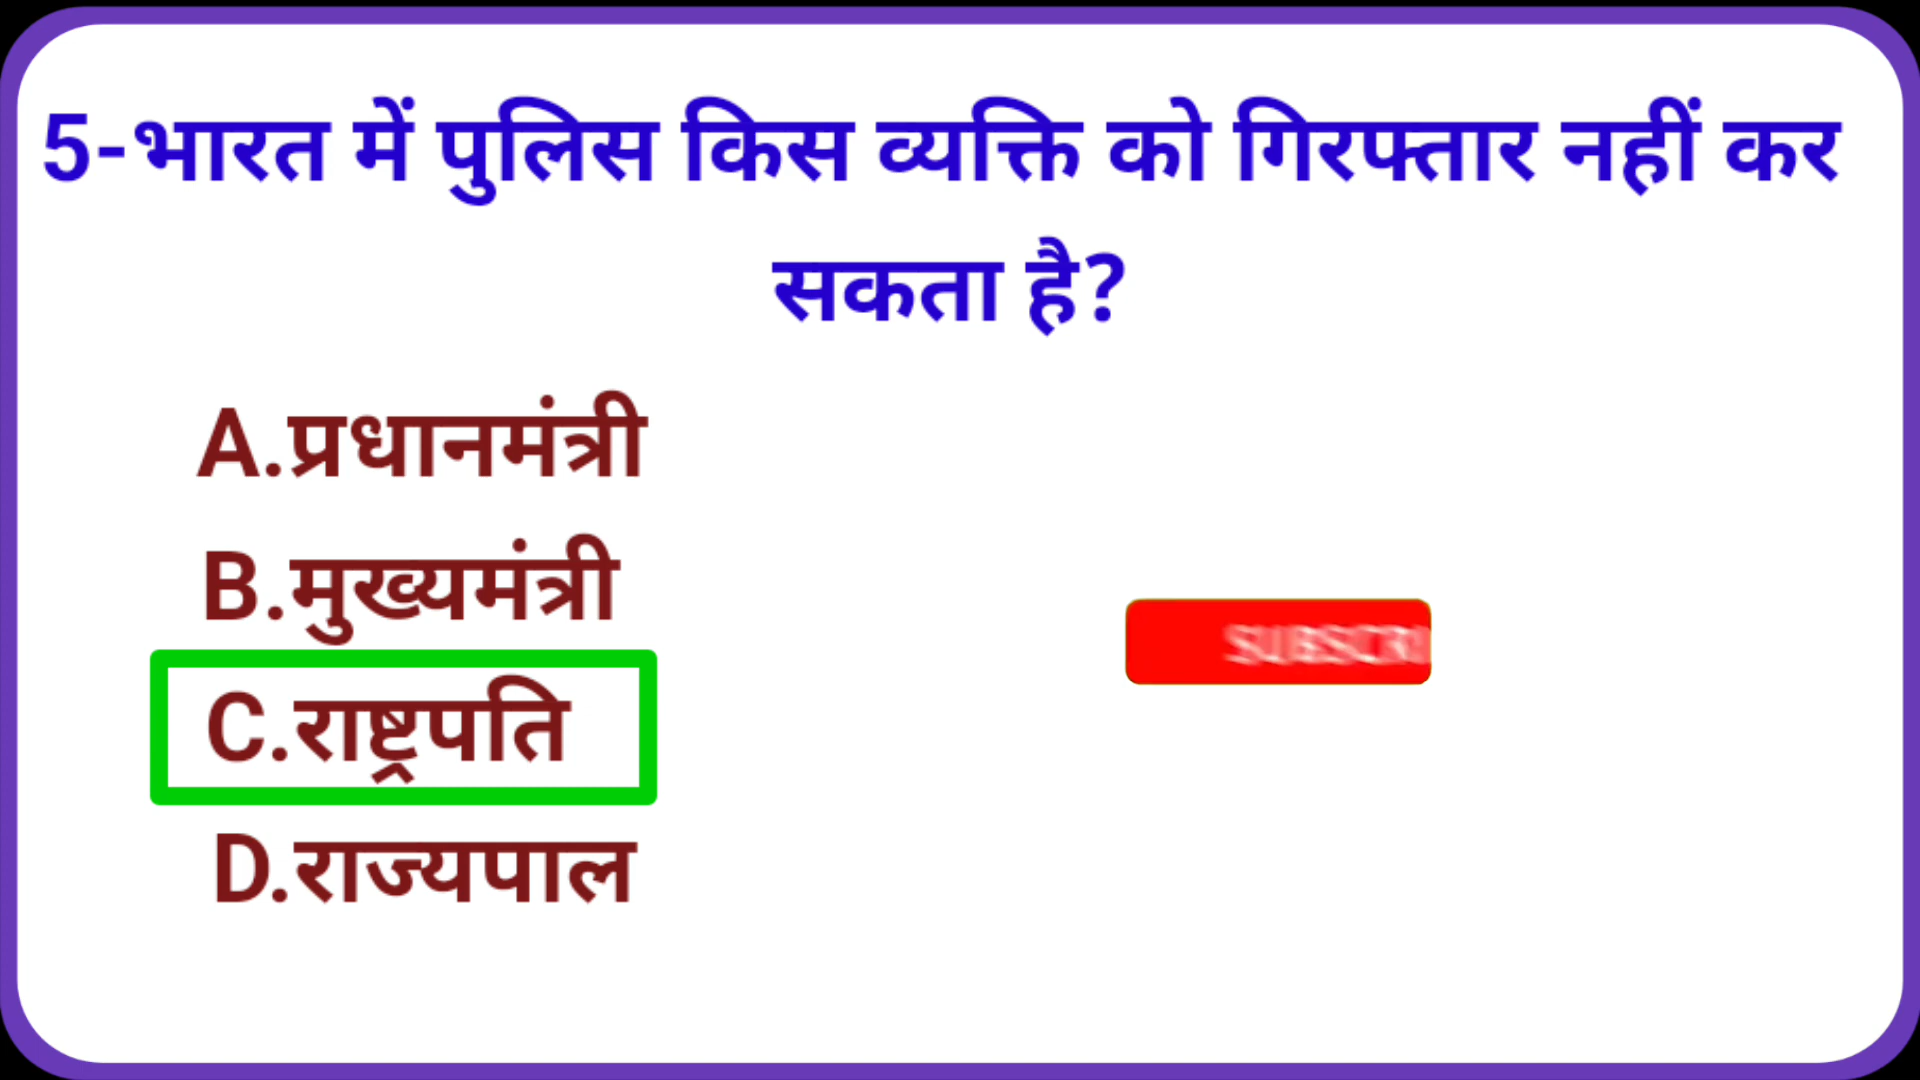 5-भारत में पुलिस किस व्यक्ति को गिरफ्तार नहीं कर
सकता है?
A.प्रधानमंत्री
B.मुख्यमंत्री
C.राष्ट्रपति
D.राज्यपाल